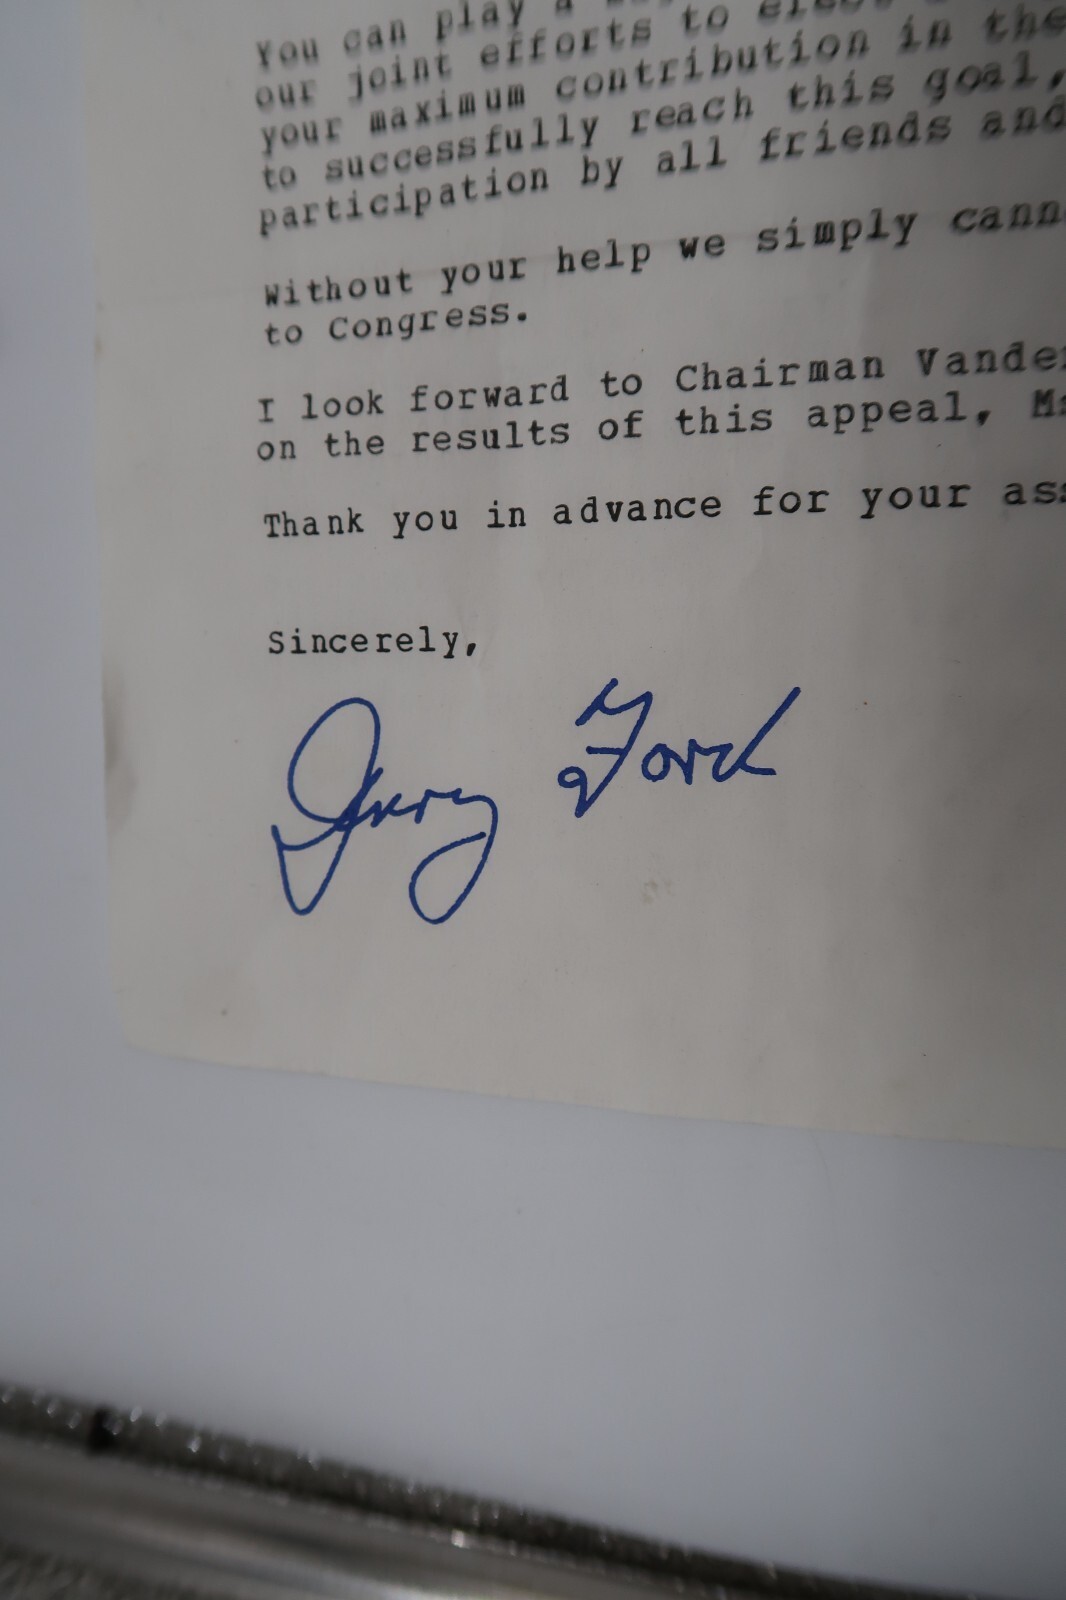 You can play a
our joint efforts to
your maximum contribution in the
to successfully reach this goal,
participation by all friends and
Without your help we simply
to Congress.
I look forward to Chairman
on the results of this appeal,
Thank you in advance for your
Sincerely,
Jerry Ford